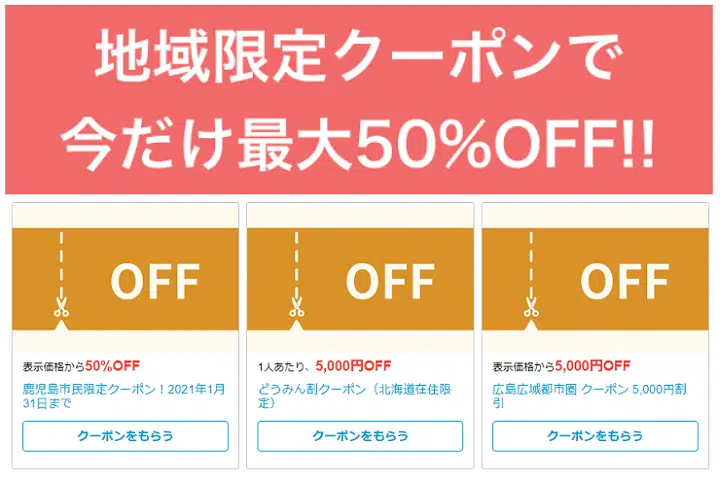 地域限定クーポンで
今だけ最大50%OFF!!
OFF
表示価格から50%OFF
鹿児島市民限定クーポン！2021年1月
31日まで
クーポンをもらう
OFF
1人あたり、5,000円OFF
どうみん割クーポン（北海道在住限
定）
クーポンをもらう
OFF
表示価格から5,000円OFF
広島広域都市圏 クーポン 5,000円割
引
クーポンをもらう